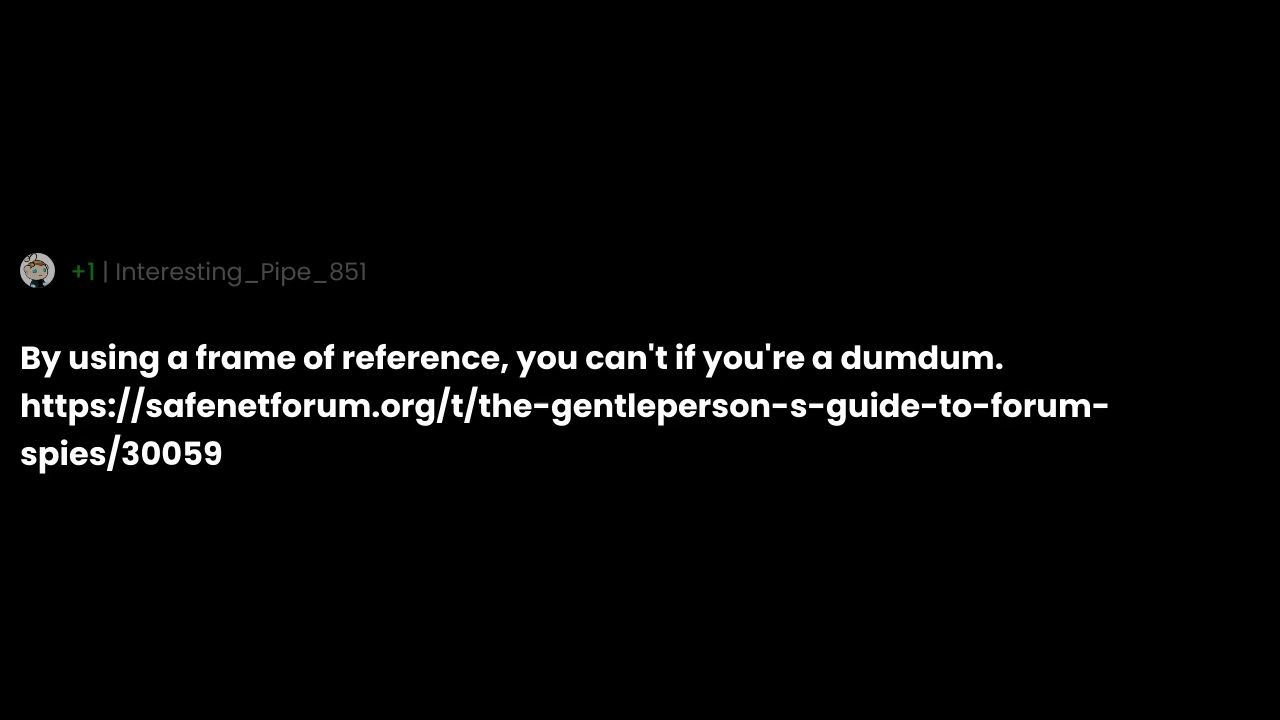 +1 | Interesting_Pipe_851
By using a frame of reference, you can't if you're a dumdum.
https://safenetforum.org/t/the-gentleperson-s-guide-to-forum-
spies/30059